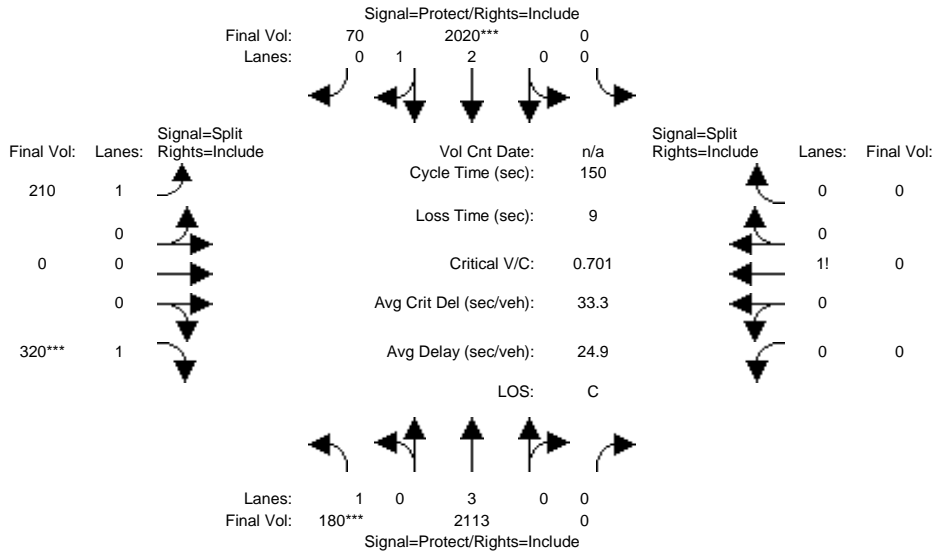 Signal=Protect/Rights=Include
Final Vol: 70 2020*** 0
Lanes: 0 1 2 0 0
Signal=Split Signal=Split
Final Vol: Lanes: Rights=Include Vol Cnt Date: n/a Rights=Include Lanes: Final Vol:
Cycle Time (sec): 150
210 1 0 0
Loss Time (sec): 9
0 0
0 0 Critical V/C: 0.701 1! 0
0 Avg Crit Del (sec/veh): 33.3 0
320*** 1 Avg Delay (sec/veh): 24.9 0 0
LOS: C
Lanes: 1 0 3 0 0
Final Vol: 180*** 2113 0
Signal=Protect/Rights=Include